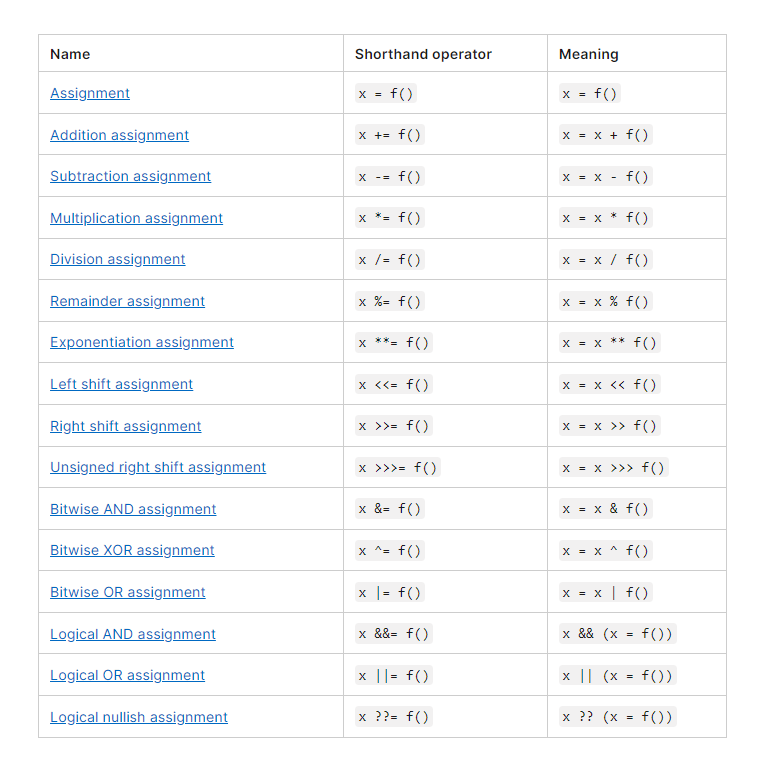 Name Shorthand operator Meaning
Assignment x = f() x = f()
Addition assignment x += f() x = x + f()
Subtraction assignment x -= f() x = x - f()
Multiplication assignment x *= f() x = x * f()
Division assignment x /= f() x = x / f()
Remainder assignment x %= f() x = x % f()
Exponentiation assignment x **= f() x = x ** f()
Left shift assignment x <<= f() x = x << f()
Right shift assignment x >>= f() x = x >> f()
Unsigned right shift assignment x >>>= f() x = x >>> f()
Bitwise AND assignment x &= f() x = x & f()
Bitwise XOR assignment x ^= f() x = x ^ f()
Bitwise OR assignment x |= f() x = x | f()
Logical AND assignment x &&= f() x && (x = f())
Logical OR assignment x ||= f() x || (x = f())
Logical nullish assignment x ??= f() x ?? (x = f())